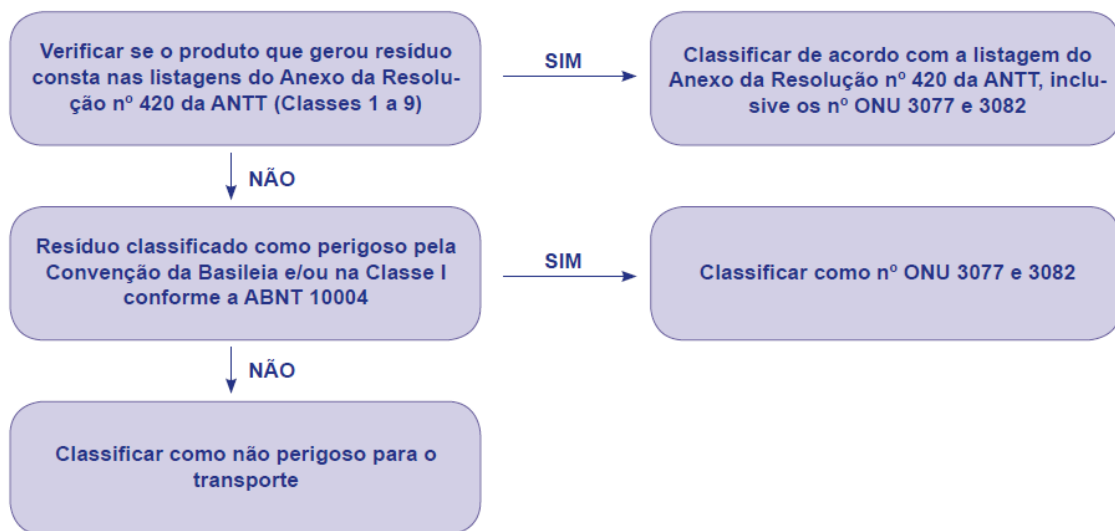 Verificar se o produto que gerou resíduo
consta nas listagens do Anexo da Resolu-
ção nº 420 da ANTT (Classes 1 a 9)
SIM
Classificar de acordo com a listagem do
Anexo da Resolução nº 420 da ANTT, inclu-
sive os nº ONU 3077 e 3082
NÃO
Resíduo classificado como perigoso pela
Convenção da Basileia e/ou na Classe I
conforme a ABNT 10004
SIM
Classificar como nº ONU 3077 e 3082
NÃO
Classificar como não perigoso para o
transporte